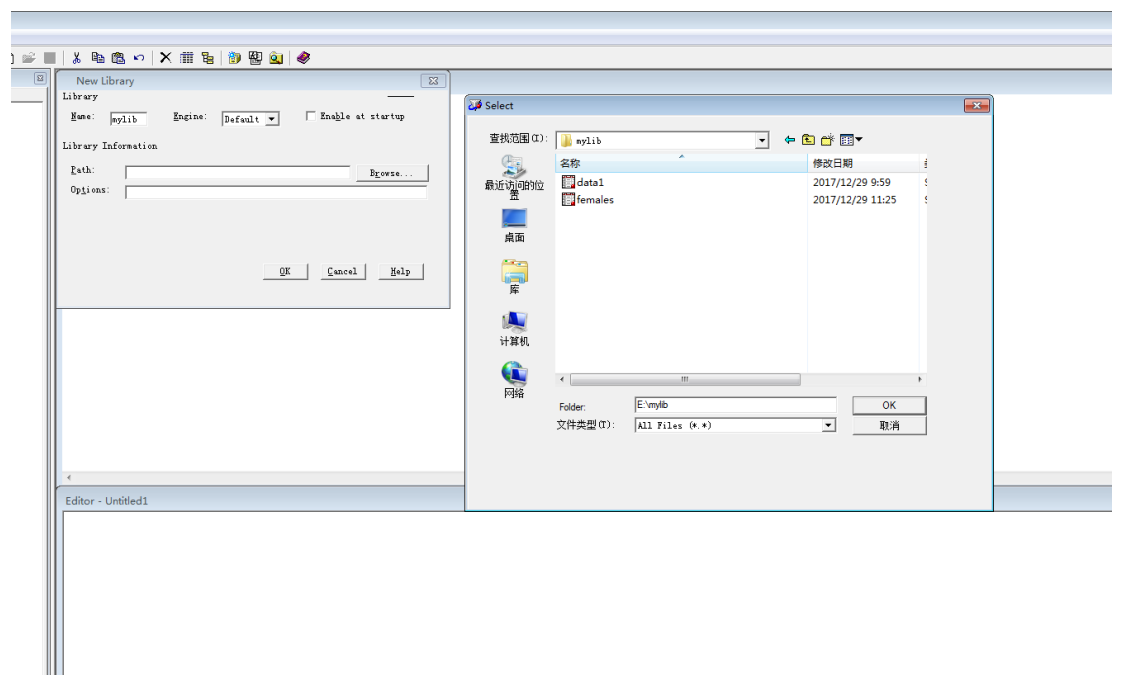 New Library
Library
Name: mylib Engine: Default Enable at startup
Library Information
Path: Browse...
Options:
OK Cancel Help
Select
查找范围(I): mylib
名称 修改日期
data1 2017/12/29 9:59
females 2017/12/29 11:25
最近访问的位置
桌面
库
计算机
网络
Folder: E:\mylib OK
文件类型(T): All Files (*.*) 取消
Editor - Untitled1